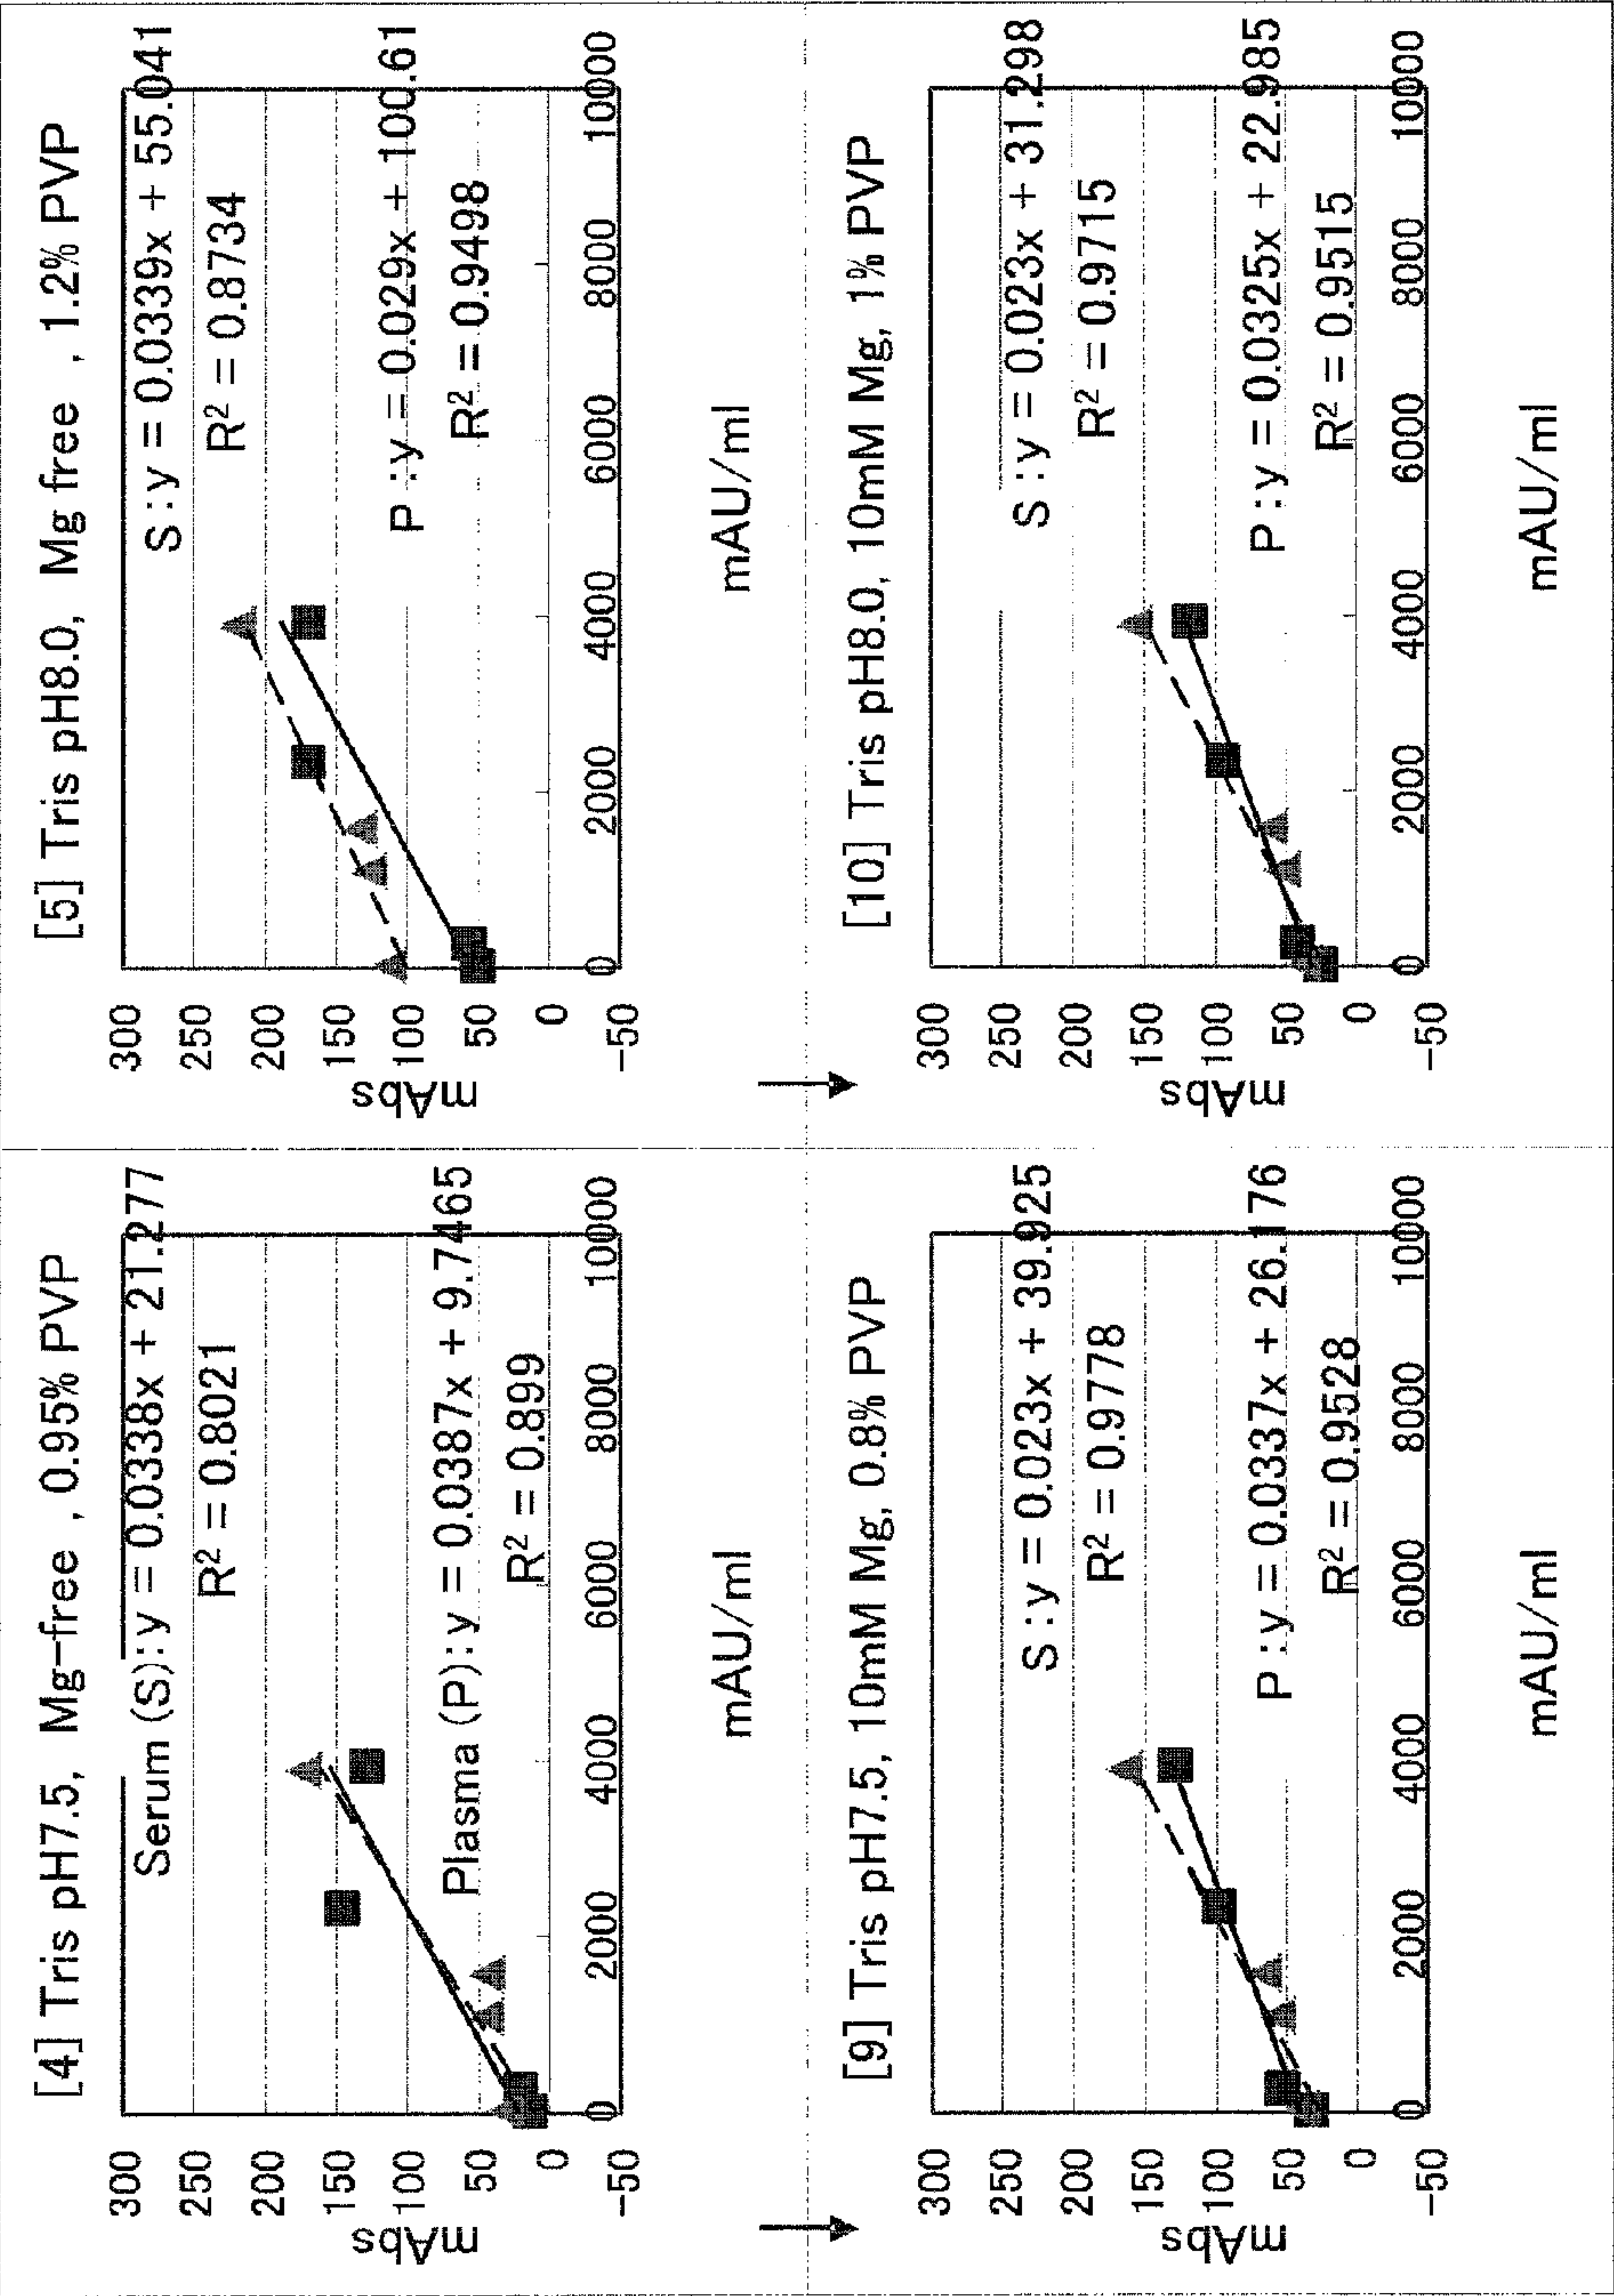 [4] Tris pH7.5, Mg-free , 0.95% PVP
Serum (S):y = 0.0338x + 21.277
R² = 0.8021
Plasma (P):y = 0.0387x + 9.7465
R² = 0.899
300
250
200
150
100
50
0
-50
mAbs
0
2000
4000
6000
8000
10000
mAU/ml
[5] Tris pH8.0, Mg free , 1.2% PVP
S :y = 0.0339x + 55.041
R² = 0.8734
P :y = 0.029x + 100.61
R² = 0.9498
300
250
200
150
100
50
0
-50
mAbs
0
2000
4000
6000
8000
10000
mAU/ml
[9] Tris pH7.5, 10mM Mg, 0.8% PVP
S :y = 0.023x + 39.925
R² = 0.9778
P :y = 0.0337x + 26.176
R² = 0.9528
300
250
200
150
100
50
0
-50
mAbs
0
2000
4000
6000
8000
10000
mAU/ml
[10] Tris pH8.0, 10mM Mg, 1% PVP
S :y = 0.023x + 31.298
R² = 0.9715
P :y = 0.0325x + 22.985
R² = 0.9515
300
250
200
150
100
50
0
-50
mAbs
0
2000
4000
6000
8000
10000
mAU/ml